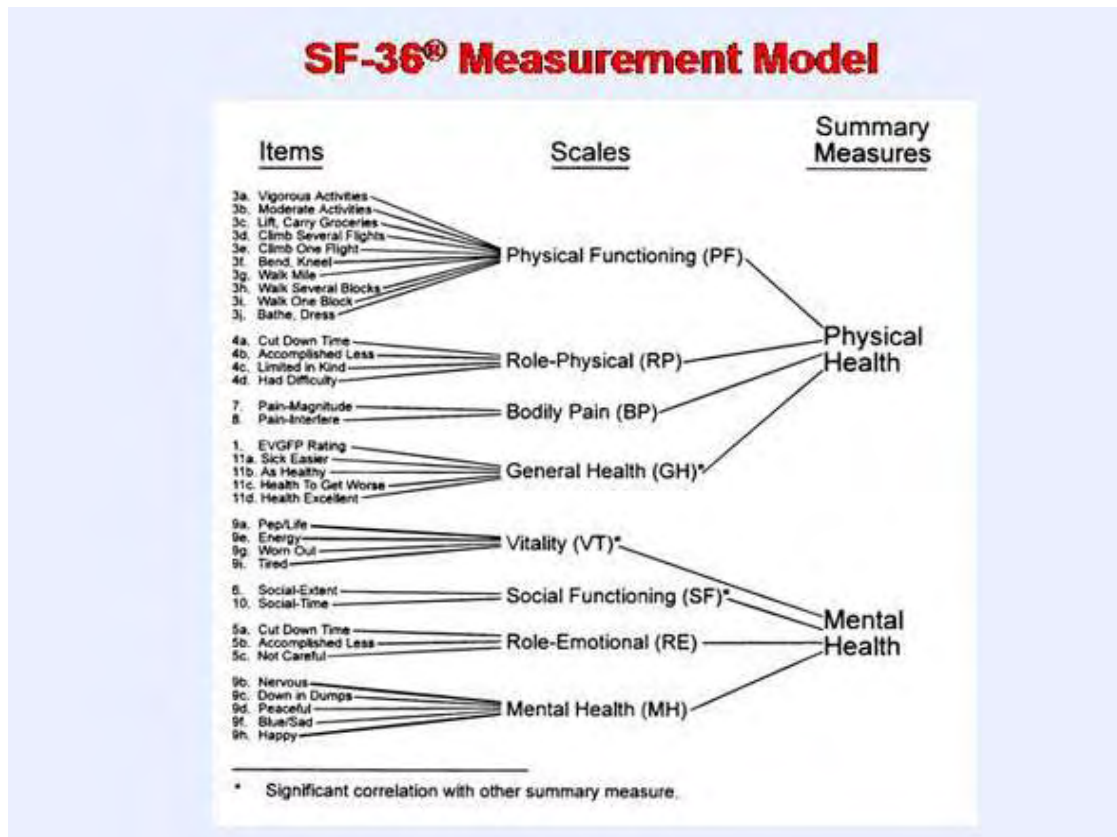 SF-36® Measurement Model
Items
Scales
Summary
Measures
3a. Vigorous Activities
3b. Moderate Activities
3c. Lift, Carry Groceries
3d. Climb Several Flights
3e. Climb One Flight
3f. Bend, Kneel
3g. Walk Mile
3h. Walk Several Blocks
3i. Walk One Block
3j. Bathe, Dress
Physical Functioning (PF)
4a. Cut Down Time
4b. Accomplished Less
4c. Limited in Kind
4d. Had Difficulty
Role-Physical (RP)
7. Pain-Magnitude
8. Pain-Interfere
Bodily Pain (BP)
1. EVGFP Rating
11a. Sick Easier
11b. As Healthy
11c. Health To Get Worse
11d. Health Excellent
General Health (GH)*
Physical
Health
9a. Pep/Life
9e. Energy
9g. Worn Out
9i. Tired
Vitality (VT)*
6. Social-Extent
10. Social-Time
Social Functioning (SF)*
5a. Cut Down Time
5b. Accomplished Less
5c. Not Careful
Role-Emotional (RE)
9b. Nervous
9c. Down in Dumps
9d. Peaceful
9f. Blue/Sad
9h. Happy
Mental Health (MH)
Mental
Health
* Significant correlation with other summary measure.